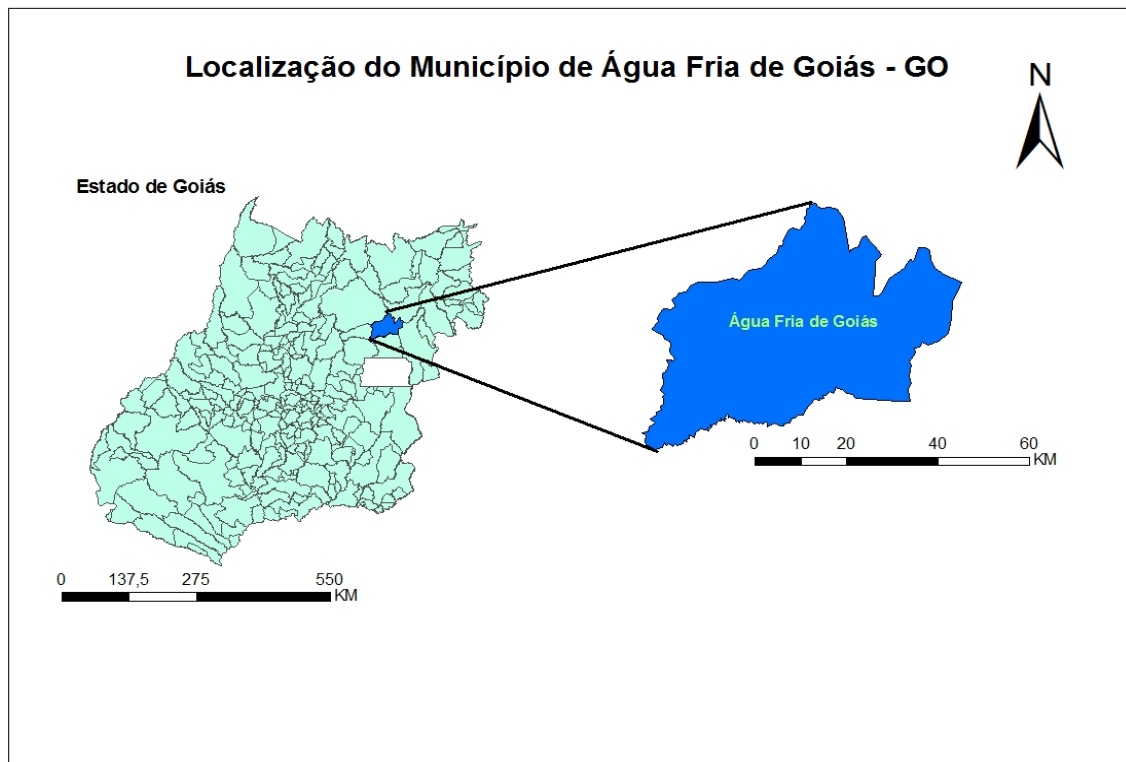 Localização do Município de Água Fria de Goiás - GO
N
Estado de Goiás
Água Fria de Goiás
0 10 20 40 60
KM
0 137,5 275 550
KM